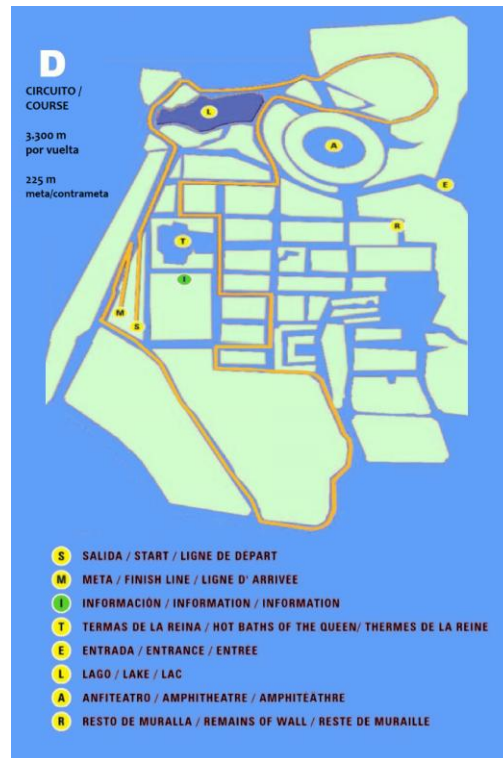 D
CIRCUITO /
COURSE
3.300 m
por vuelta
225 m
meta/contrameta
L
A
E
R
T
I
M
S
S SALIDA / START / LIGNE DE DÉPART
M META / FINISH LINE / LIGNE D' ARRIVÉE
I INFORMACIÓN / INFORMATION / INFORMATION
T TERMAS DE LA REINA / HOT BATHS OF THE QUEEN/ THERMES DE LA REINE
E ENTRADA / ENTRANCE / ENTRÉE
L LAGO / LAKE / LAC
A ANFITEATRO / AMPHITHEATRE / AMPHITÉÂTHRE
R RESTO DE MURALLA / REMAINS OF WALL / RESTE DE MURAILLE